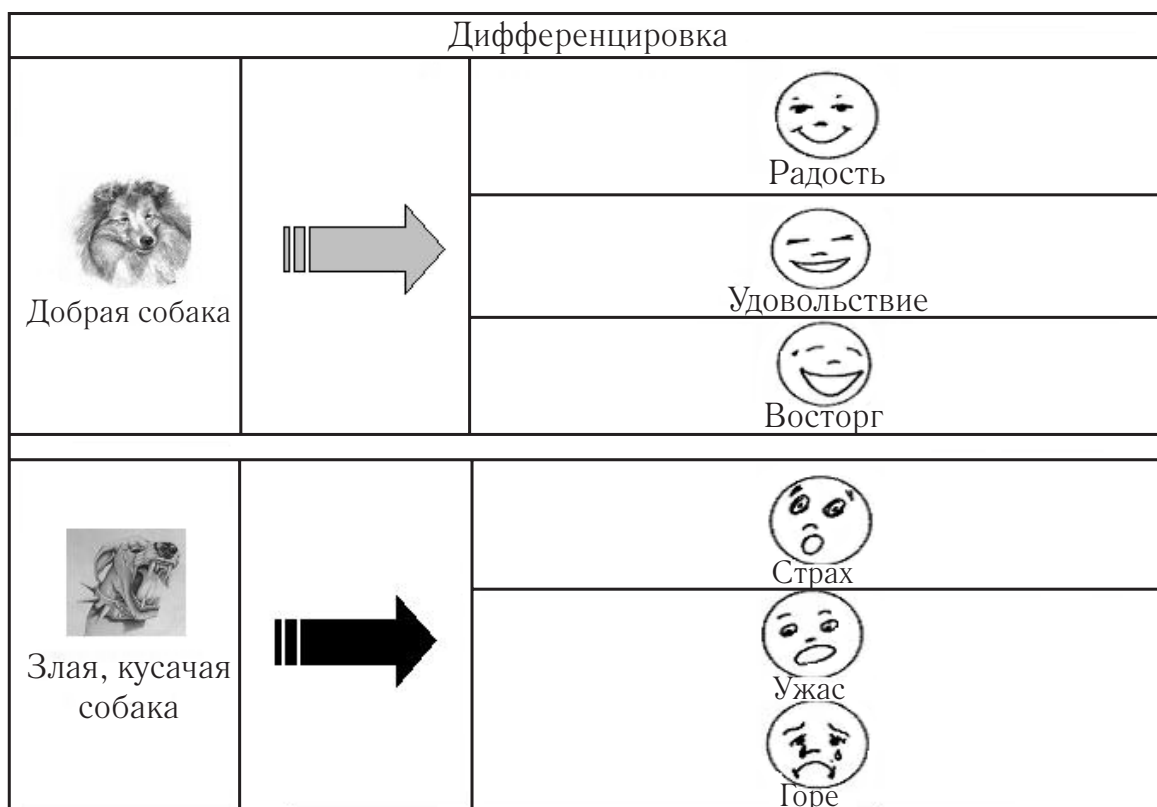 Дифференцировка
Радость
Удовольствие
Восторг
Добрая собака
Страх
Ужас
Горе
Злая, кусачая
собака